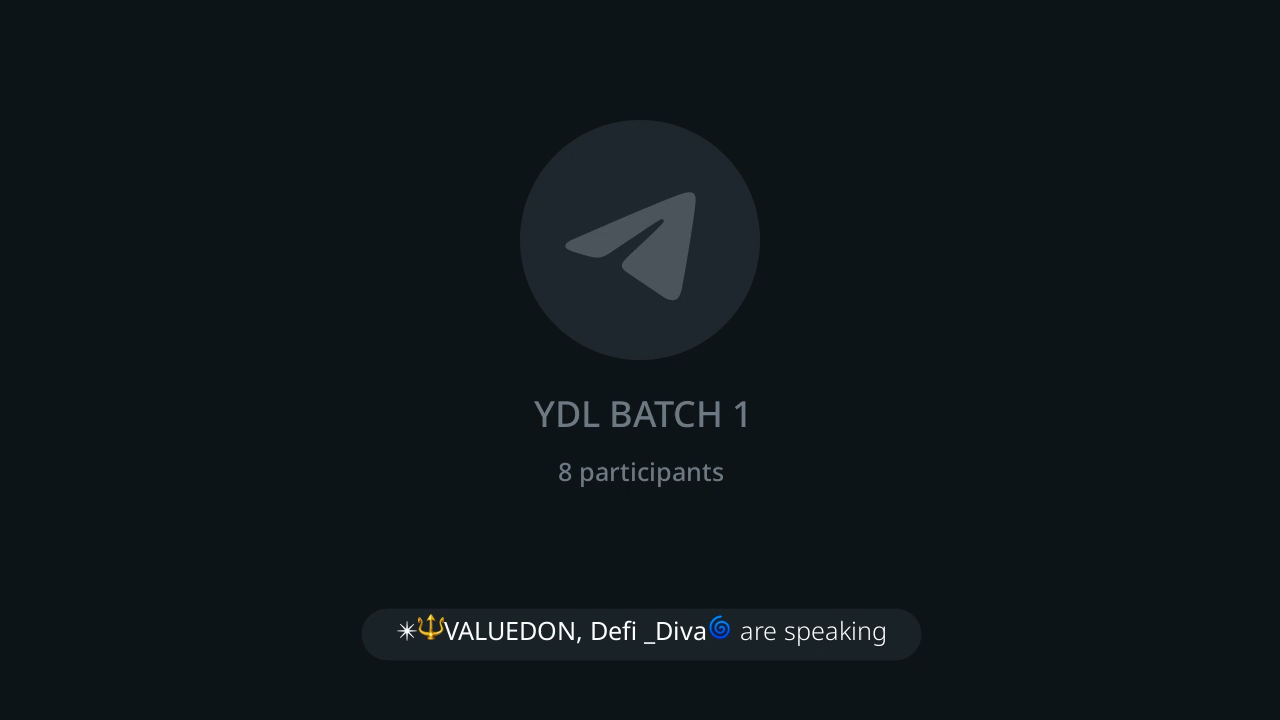 YDL BATCH 1
8 participants
✴🔱VALUEDON, Defi _Diva🌀 are speaking